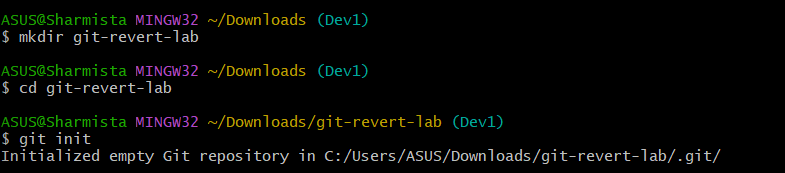 ASUS@Sharmista MINGW32 ~/Downloads (Dev1)
$ mkdir git-revert-lab
ASUS@Sharmista MINGW32 ~/Downloads (Dev1)
$ cd git-revert-lab
ASUS@Sharmista MINGW32 ~/Downloads/git-revert-lab (Dev1)
$ git init
Initialized empty Git repository in C:/Users/ASUS/Downloads/git-revert-lab/.git/